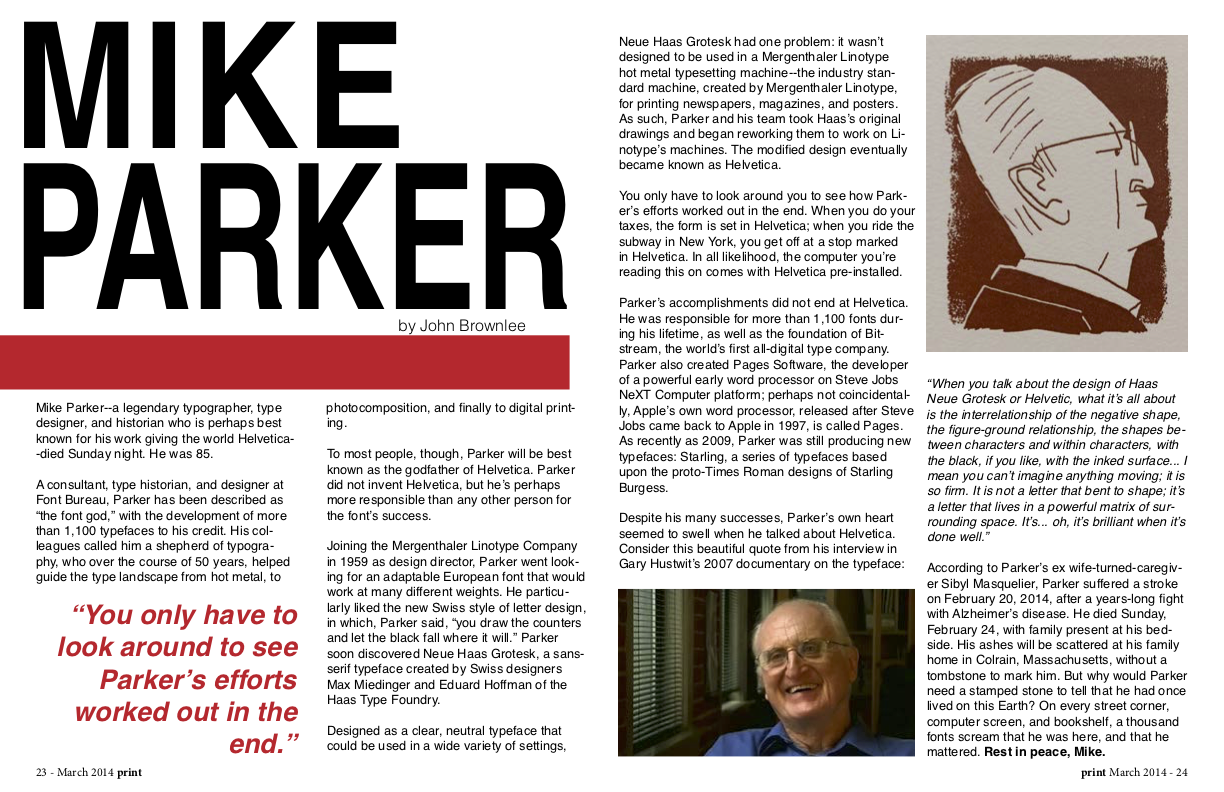 MIKE
PARKER
by John Brownlee
Mike Parker--a legendary typographer, type
designer, and historian who is perhaps best
known for his work giving the world Helvetica-
-died Sunday night. He was 85.
A consultant, type historian, and designer at
Font Bureau, Parker has been described as
“the font god,” with the development of more
than 1,100 typefaces to his credit. His col-
leagues called him a shepherd of typogra-
phy, who over the course of 50 years, helped
guide the type landscape from hot metal, to
“You only have to
look around to see
Parker’s efforts
worked out in the
end.”
photocomposition, and finally to digital print-
ing.
To most people, though, Parker will be best
known as the godfather of Helvetica. Parker
did not invent Helvetica, but he’s perhaps
more responsible than any other person for
the font’s success.
Joining the Mergenthaler Linotype Company
in 1959 as design director, Parker went look-
ing for an adaptable European font that would
work at many different weights. He particu-
larly liked the new Swiss style of letter design,
in which, Parker said, “you draw the counters
and let the black fall where it will.” Parker
soon discovered Neue Haas Grotesk, a sans-
serif typeface created by Swiss designers
Max Miedinger and Eduard Hoffman of the
Haas Type Foundry.
Designed as a clear, neutral typeface that
could be used in a wide variety of settings,
23 - March 2014 print
Neue Haas Grotesk had one problem: it wasn’t
designed to be used in a Mergenthaler Linotype
hot metal typesetting machine--the industry stan-
dard machine, created by Mergenthaler Linotype,
for printing newspapers, magazines, and posters.
As such, Parker and his team took Haas’s original
drawings and began reworking them to work on Li-
notype’s machines. The modified design eventually
became known as Helvetica.
You only have to look around you to see how Park-
er’s efforts worked out in the end. When you do your
taxes, the form is set in Helvetica; when you ride the
subway in New York, you get off at a stop marked
in Helvetica. In all likelihood, the computer you’re
reading this on comes with Helvetica pre-installed.
Parker’s accomplishments did not end at Helvetica.
He was responsible for more than 1,100 fonts dur-
ing his lifetime, as well as the foundation of Bit-
stream, the world’s first all-digital type company.
Parker also created Pages Software, the developer
of a powerful early word processor on Steve Jobs
NeXT Computer platform; perhaps not coincidental-
ly, Apple’s own word processor, released after Steve
Jobs came back to Apple in 1997, is called Pages.
As recently as 2009, Parker was still producing new
typefaces: Starling, a series of typefaces based
upon the proto-Times Roman designs of Starling
Burgess.
Despite his many successes, Parker’s own heart
seemed to swell when he talked about Helvetica.
Consider this beautiful quote from his interview in
Gary Hustwit’s 2007 documentary on the typeface:
“When you talk about the design of Haas
Neue Grotesk or Helvetic, what it’s all about
is the interrelationship of the negative shape,
the figure-ground relationship, the shapes be-
tween characters and within characters, with
the black, if you like, with the inked surface... I
mean you can’t imagine anything moving; it is
so firm. It is not a letter that bent to shape; it’s
a letter that lives in a powerful matrix of sur-
rounding space. It’s... oh, it’s brilliant when it’s
done well.”
According to Parker’s ex wife-turned-caregiv-
er Sibyl Masquelier, Parker suffered a stroke
on February 20, 2014, after a years-long fight
with Alzheimer’s disease. He died Sunday,
February 24, with family present at his bed-
side. His ashes will be scattered at his family
home in Colrain, Massachusetts, without a
tombstone to mark him. But why would Parker
need a stamped stone to tell that he had once
lived on this Earth? On every street corner,
computer screen, and bookshelf, a thousand
fonts scream that he was here, and that he
mattered. Rest in peace, Mike.
print March 2014 - 24